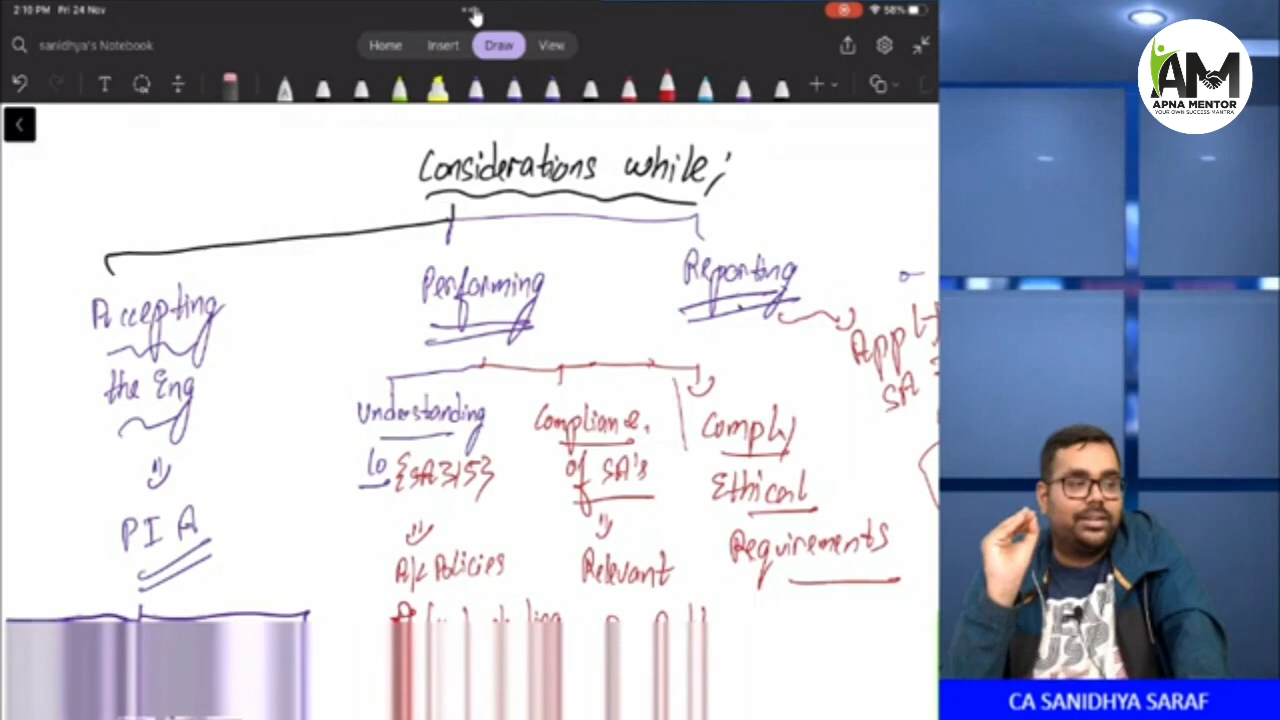 2:10 PM Fri 24 Nov
58%
sanidhya's Notebook
Home Insert Draw View
AM
APNA MENTOR
YOUR OWN SUCCESS MANTRA
Considerations while;
Accepting
the Eng
PIA
Performing
Reporting
Understanding
{SA315}
A/c Policies
Compliance.
of SA's
Relevant
Comply
Ethical
Requirements
SA
CA SANIDHYA SARAF